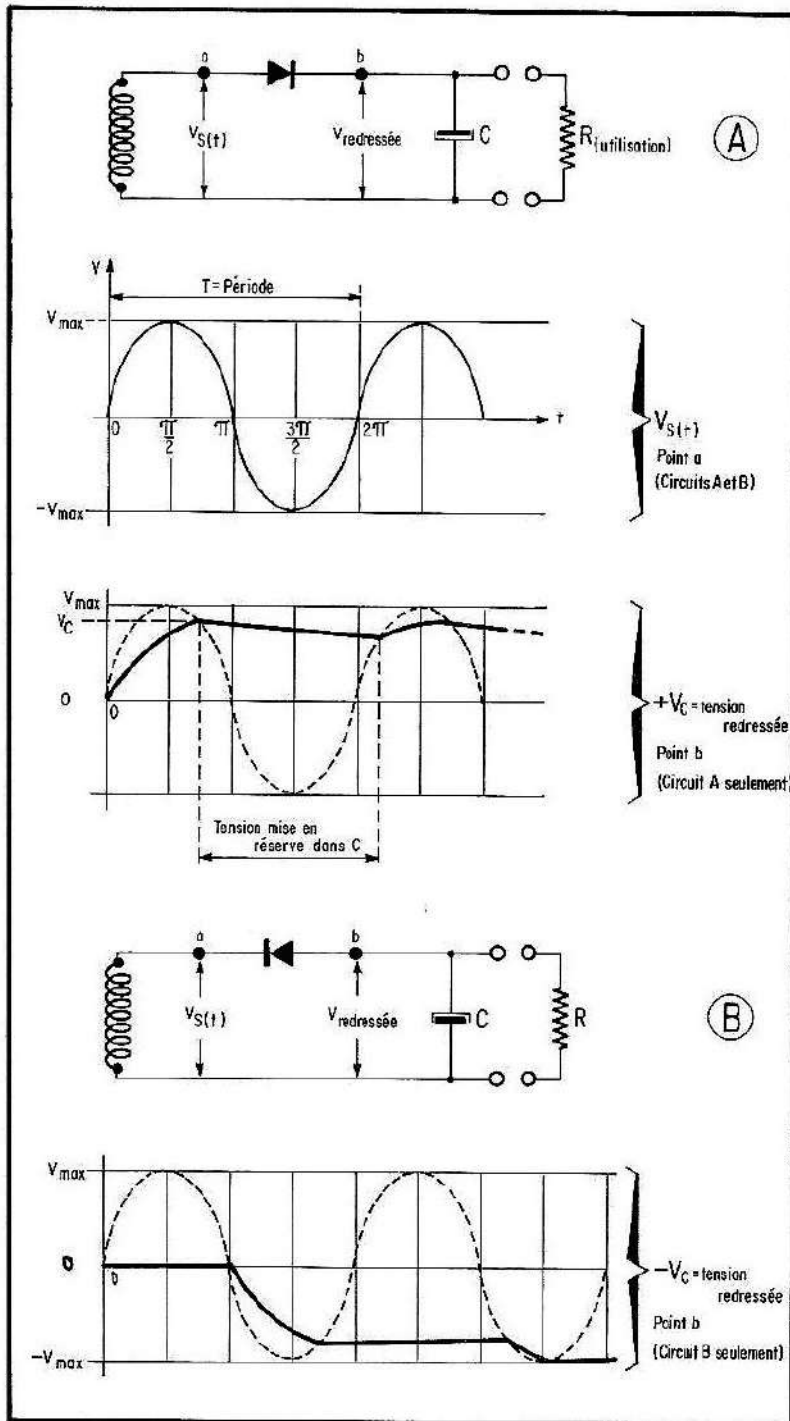 a
b
V_S(t)
V_redressée
C
R_(utilisation)
A
V
T = Période
V_max
0
π/2
π
3π/2
2π
t
-V_max
V_S(t)
Point a
(Circuits A et B)
V_max
V_C
0
0
Tension mise en
réserve dans C
+V_C = tension
redressée
Point b
(Circuit A seulement)
a
b
V_S(t)
V_redressée
C
R
B
V_max
0
0
-V_max
-V_C = tension
redressée
Point b
(Circuit B seulement)